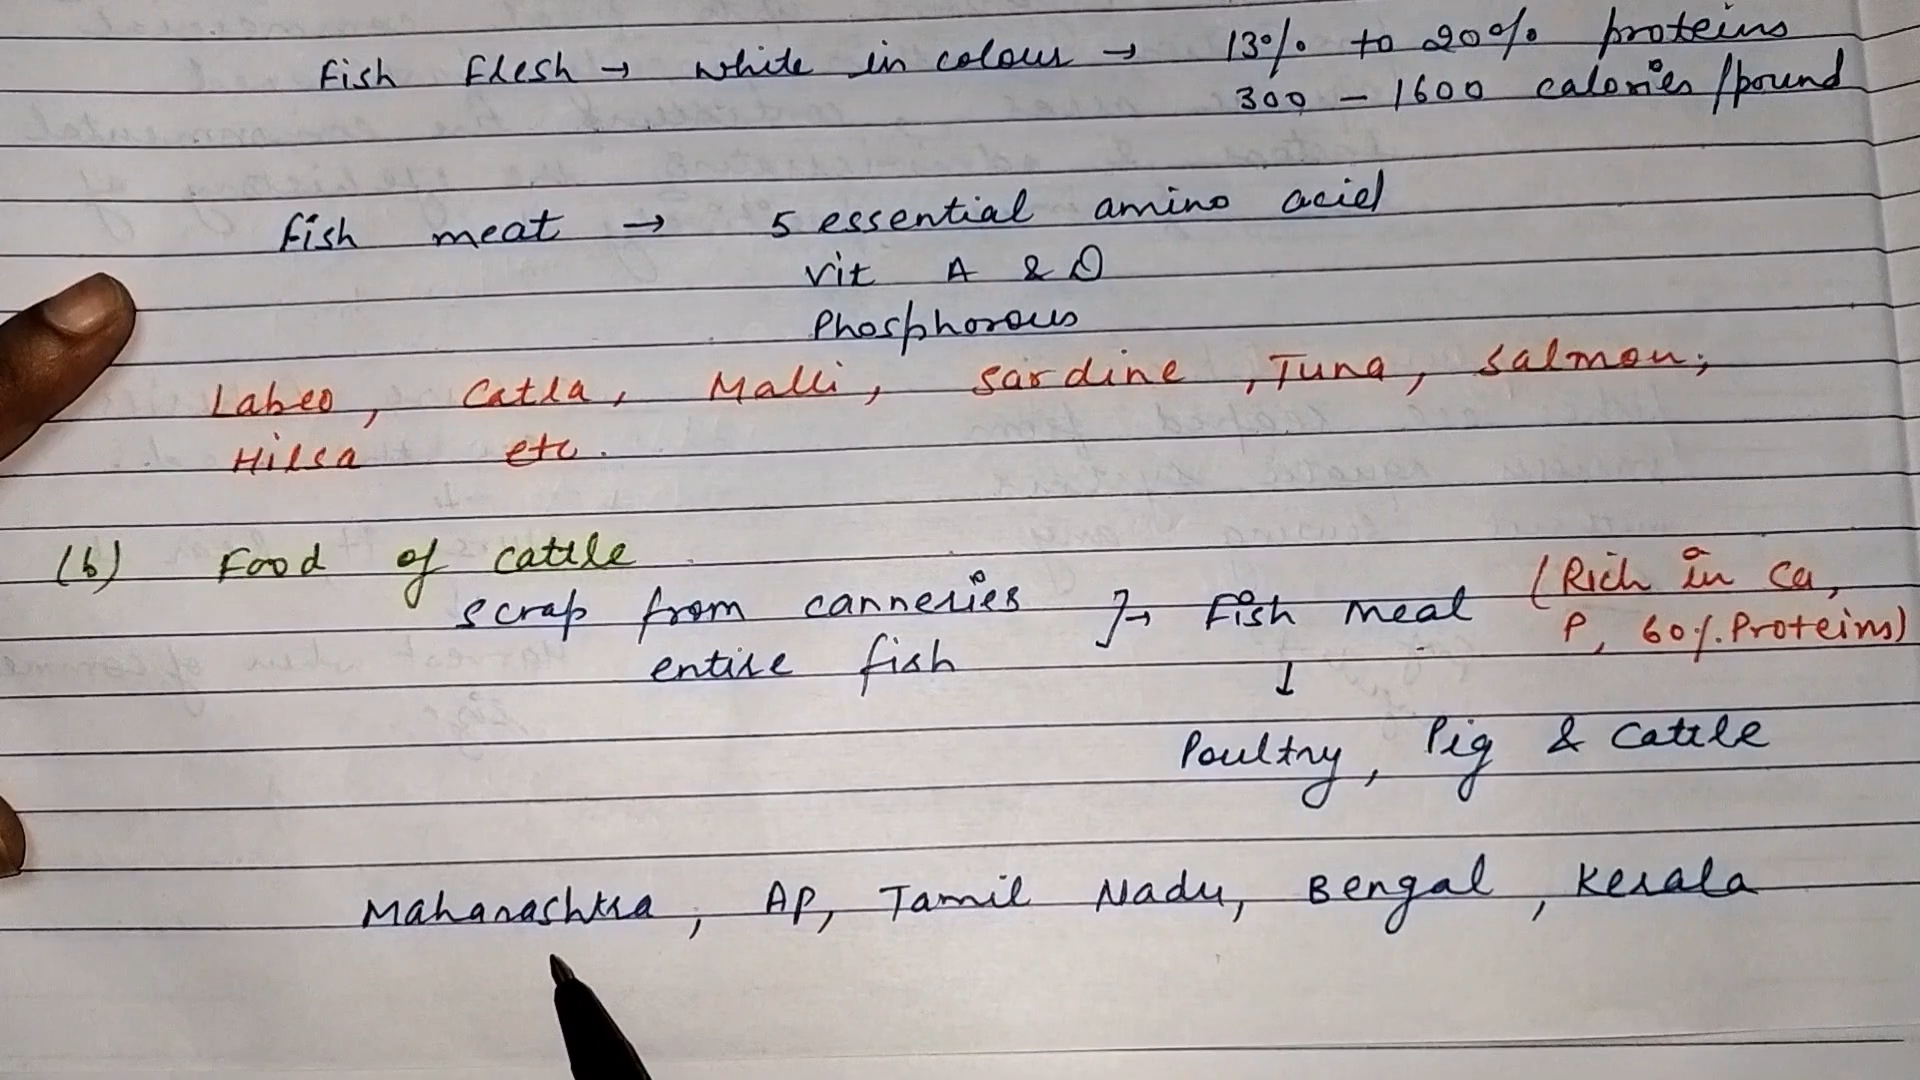 Fish Flesh → white in colour → 13% to 20% proteins
300 - 1600 calories/pound
Fish meat → 5 essential amino acid
vit A & D
Phosphorous
Labeo, Catla, Malli, Sardine, Tuna, Salmon,
Hilsa etc.
(b) Food of cattle
scrap from canneries ]→ Fish meal (Rich in Ca,
entire fish P, 60% Proteins)
↓
Poultry, Pig & Cattle
Maharashtra, AP, Tamil Nadu, Bengal, Kerala